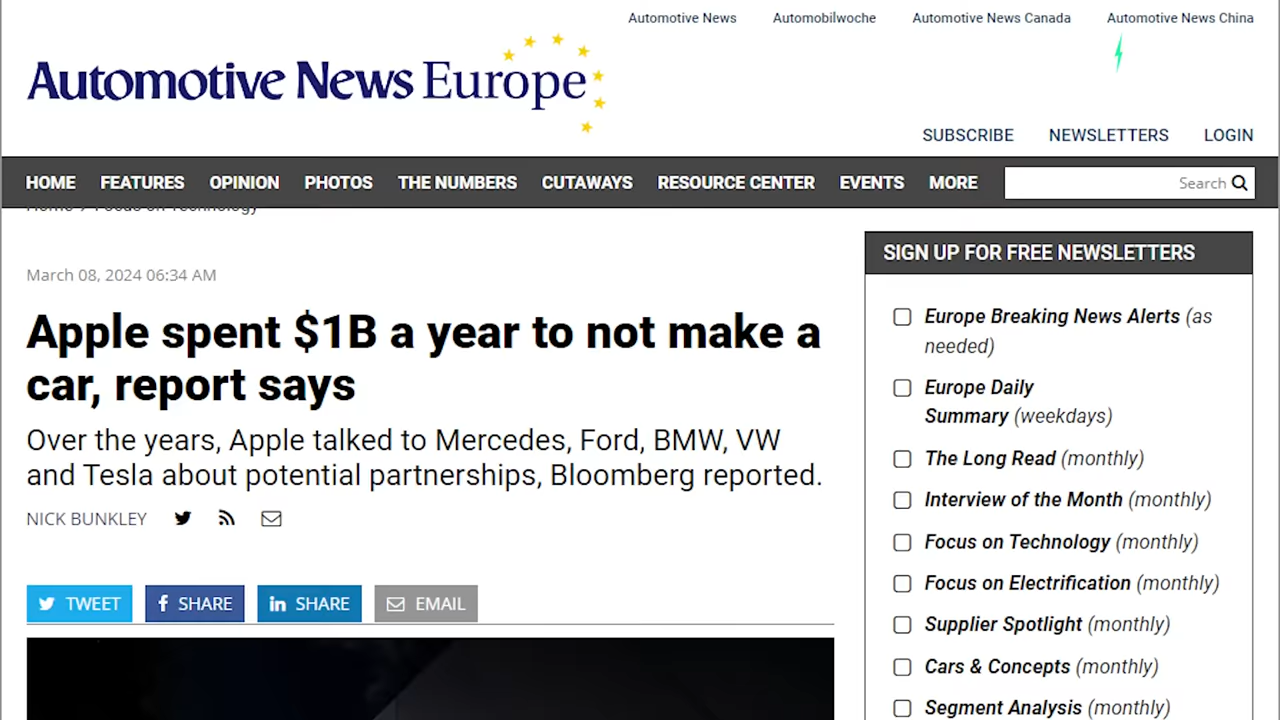 Automotive News Automobilwoche Automotive News Canada Automotive News China
Automotive News Europe
SUBSCRIBE NEWSLETTERS LOGIN
HOME FEATURES OPINION PHOTOS THE NUMBERS CUTAWAYS RESOURCE CENTER EVENTS MORE Search
Home > Focus on Technology
March 08, 2024 06:34 AM
Apple spent $1B a year to not make a
car, report says
Over the years, Apple talked to Mercedes, Ford, BMW, VW
and Tesla about potential partnerships, Bloomberg reported.
NICK BUNKLEY
TWEET SHARE SHARE EMAIL
SIGN UP FOR FREE NEWSLETTERS
Europe Breaking News Alerts (as
needed)
Europe Daily
Summary (weekdays)
The Long Read (monthly)
Interview of the Month (monthly)
Focus on Technology (monthly)
Focus on Electrification (monthly)
Supplier Spotlight (monthly)
Cars & Concepts (monthly)
Segment Analysis (monthly)